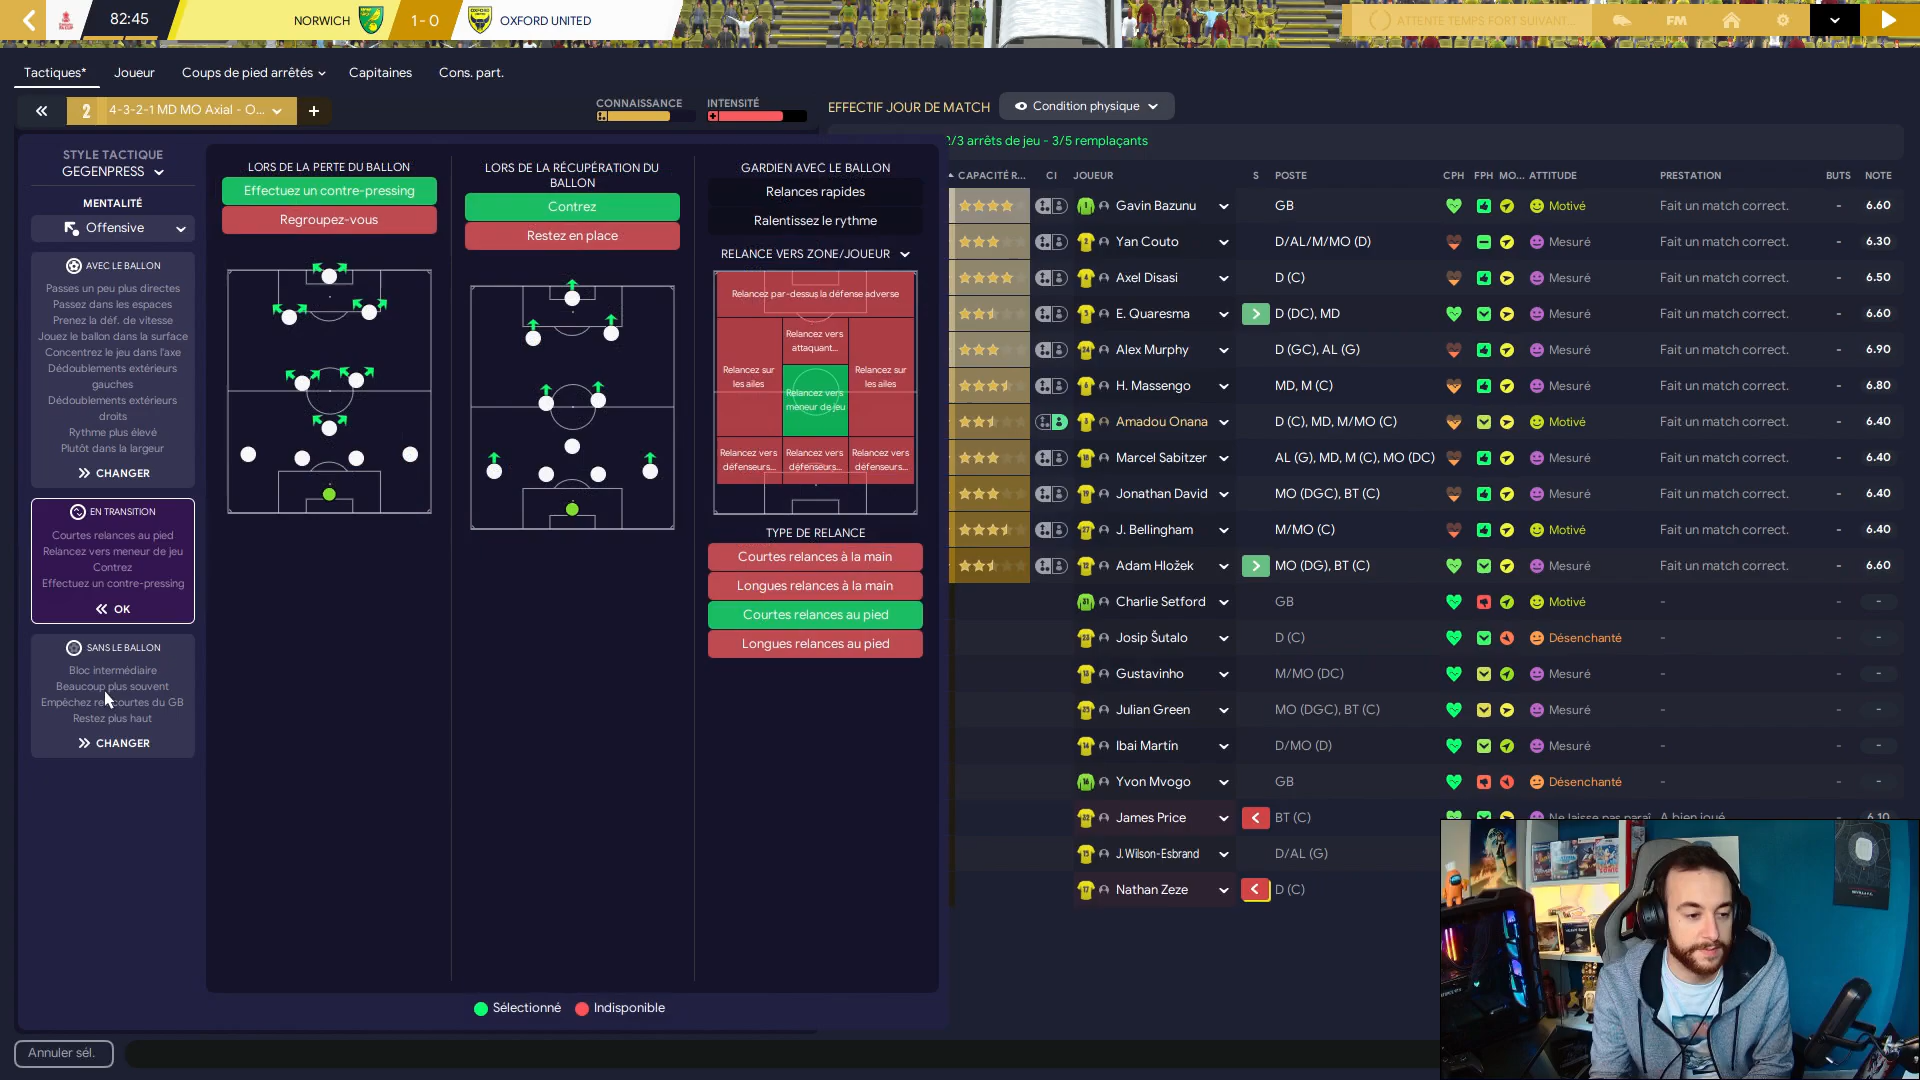 82:45
NORWICH
1 - 0
OXFORD UNITED
ATTENTE TEMPS FORT SUIVANT...
FM
Tactiques*
Joueur
Coups de pied arrêtés
Capitaines
Cons. part.
2
4-3-2-1 MD MO Axial - O...
+
CONNAISSANCE
INTENSITÉ
EFFECTIF JOUR DE MATCH
Condition physique
2/3 arrêts de jeu - 3/5 remplaçants
STYLE TACTIQUE
GEGENPRESS
MENTALITÉ
Offensive
AVEC LE BALLON
Passes un peu plus directes
Passez dans les espaces
Prenez la déf. de vitesse
Jouez le ballon dans la surface
Concentrez le jeu dans l'axe
Dédoublements extérieurs
gauches
Dédoublements extérieurs
droits
Rythme plus élevé
Plutôt dans la largeur
CHANGER
EN TRANSITION
Courtes relances au pied
Relancez vers meneur de jeu
Contrez
Effectuez un contre-pressing
OK
SANS LE BALLON
Bloc intermédiaire
Beaucoup plus souvent
Empêchez courtes du GB
Restez plus haut
CHANGER
LORS DE LA PERTE DU BALLON
Effectuez un contre-pressing
Regroupez-vous
LORS DE LA RÉCUPÉRATION DU
BALLON
Contrez
Restez en place
GARDIEN AVEC LE BALLON
Relances rapides
Ralentissez le rythme
RELANCE VERS ZONE/JOUEUR
Relancez par-dessus la défense adverse
Relancez vers
attaquant...
Relancez sur
les ailes
Relancez vers
meneur de jeu
Relancez sur
les ailes
Relancez vers
défenseurs...
Relancez vers
défenseurs...
Relancez vers
défenseurs...
TYPE DE RELANCE
Courtes relances à la main
Longues relances à la main
Courtes relances au pied
Longues relances au pied
Sélectionné
Indisponible
Annuler sél.
CAPACITÉ R... CI JOUEUR S POSTE CPH FPH MO... ATTITUDE PRESTATION BUTS NOTE
Gavin Bazunu GB Motivé Fait un match correct. - 6.60
Yan Couto D/AL/M/MO (D) Mesuré Fait un match correct. - 6.30
Axel Disasi D (C) Mesuré Fait un match correct. - 6.50
E. Quaresma D (DC), MD Mesuré Fait un match correct. - 6.60
Alex Murphy D (GC), AL (G) Mesuré Fait un match correct. - 6.90
H. Massengo MD, M (C) Mesuré Fait un match correct. - 6.80
Amadou Onana D (C), MD, M/MO (C) Motivé Fait un match correct. - 6.40
Marcel Sabitzer AL (G), MD, M (C), MO (DC) Mesuré Fait un match correct. - 6.40
Jonathan David MO (DGC), BT (C) Mesuré Fait un match correct. - 6.40
J. Bellingham M/MO (C) Motivé Fait un match correct. - 6.40
Adam Hložek MO (DG), BT (C) Mesuré Fait un match correct. - 6.60
Charlie Setford GB Motivé - -
Josip Šutalo D (C) Désenchanté - -
Gustavinho M/MO (DC) Mesuré - -
Julian Green MO (DGC), BT (C) Mesuré - -
Ibai Martín D/MO (D) Mesuré - -
Yvon Mvogo GB Désenchanté - -
James Price BT (C) Ne laisse pas paraî A bien joué - 6.10
J. Wilson-Esbrand D/AL (G)
Nathan Zeze D (C)